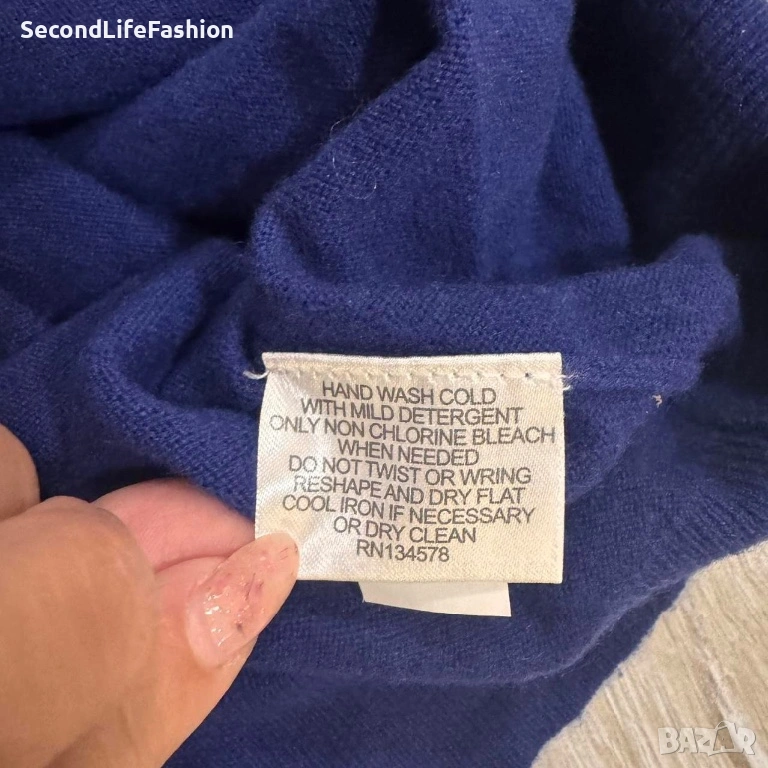 SecondLifeFashion
HAND WASH COLD
WITH MILD DETERGENT
ONLY NON CHLORINE BLEACH
WHEN NEEDED
DO NOT TWIST OR WRING
RESHAPE AND DRY FLAT
COOL IRON IF NECESSARY
OR DRY CLEAN
RN134578
BAZAR